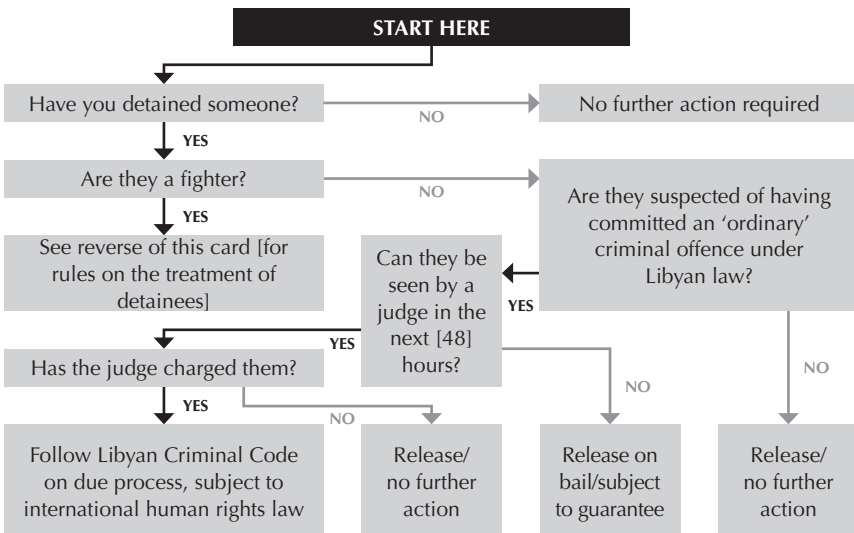 START HERE
Have you detained someone?
NO
No further action required
YES
Are they a fighter?
NO
Are they suspected of having
committed an ‘ordinary’
criminal offence under
Libyan law?
YES
See reverse of this card [for
rules on the treatment of
detainees]
Can they be
seen by a
judge in the
next [48]
hours?
YES
YES
Has the judge charged them?
NO
NO
YES
NO
Follow Libyan Criminal Code
on due process, subject to
international human rights law
Release/
no further
action
Release on
bail/subject
to guarantee
Release/
no further
action